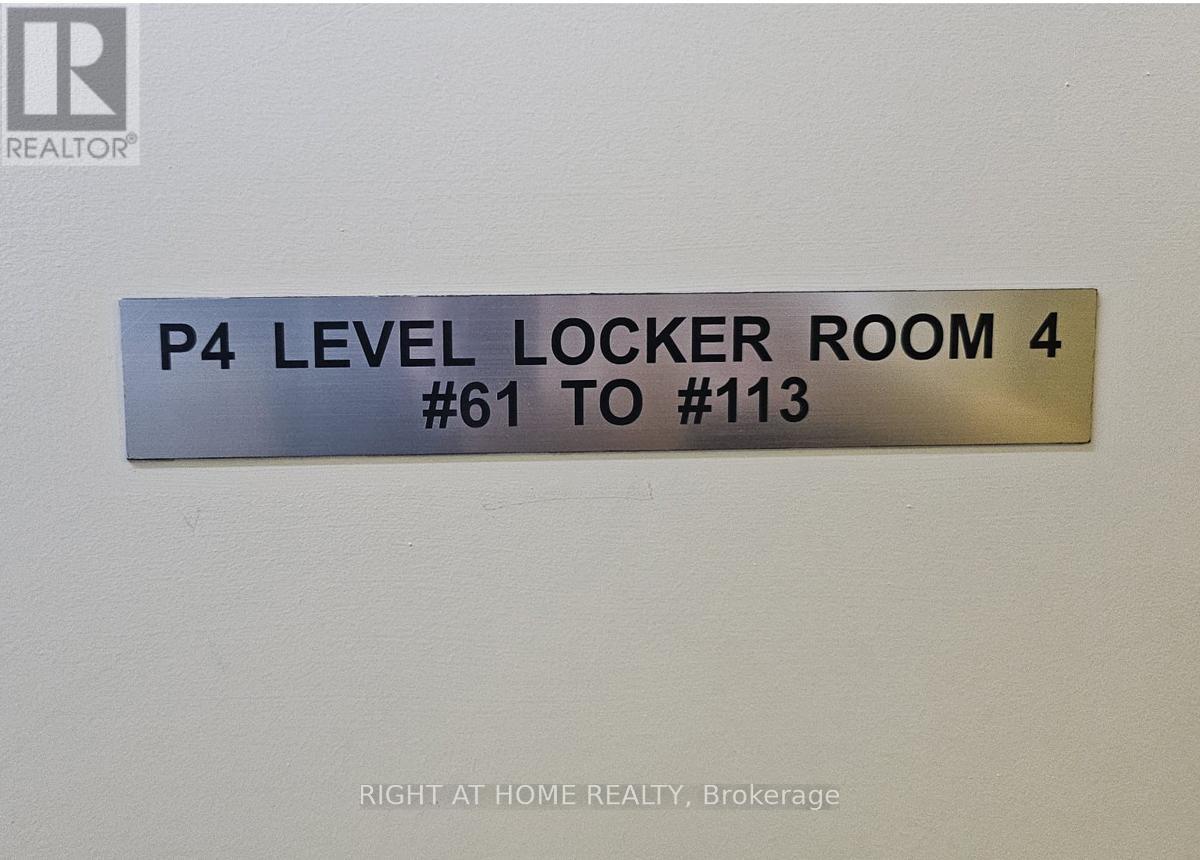 R
REALTOR®
P4 LEVEL LOCKER ROOM 4
#61 TO #113
RIGHT AT HOME REALTY, Brokerage